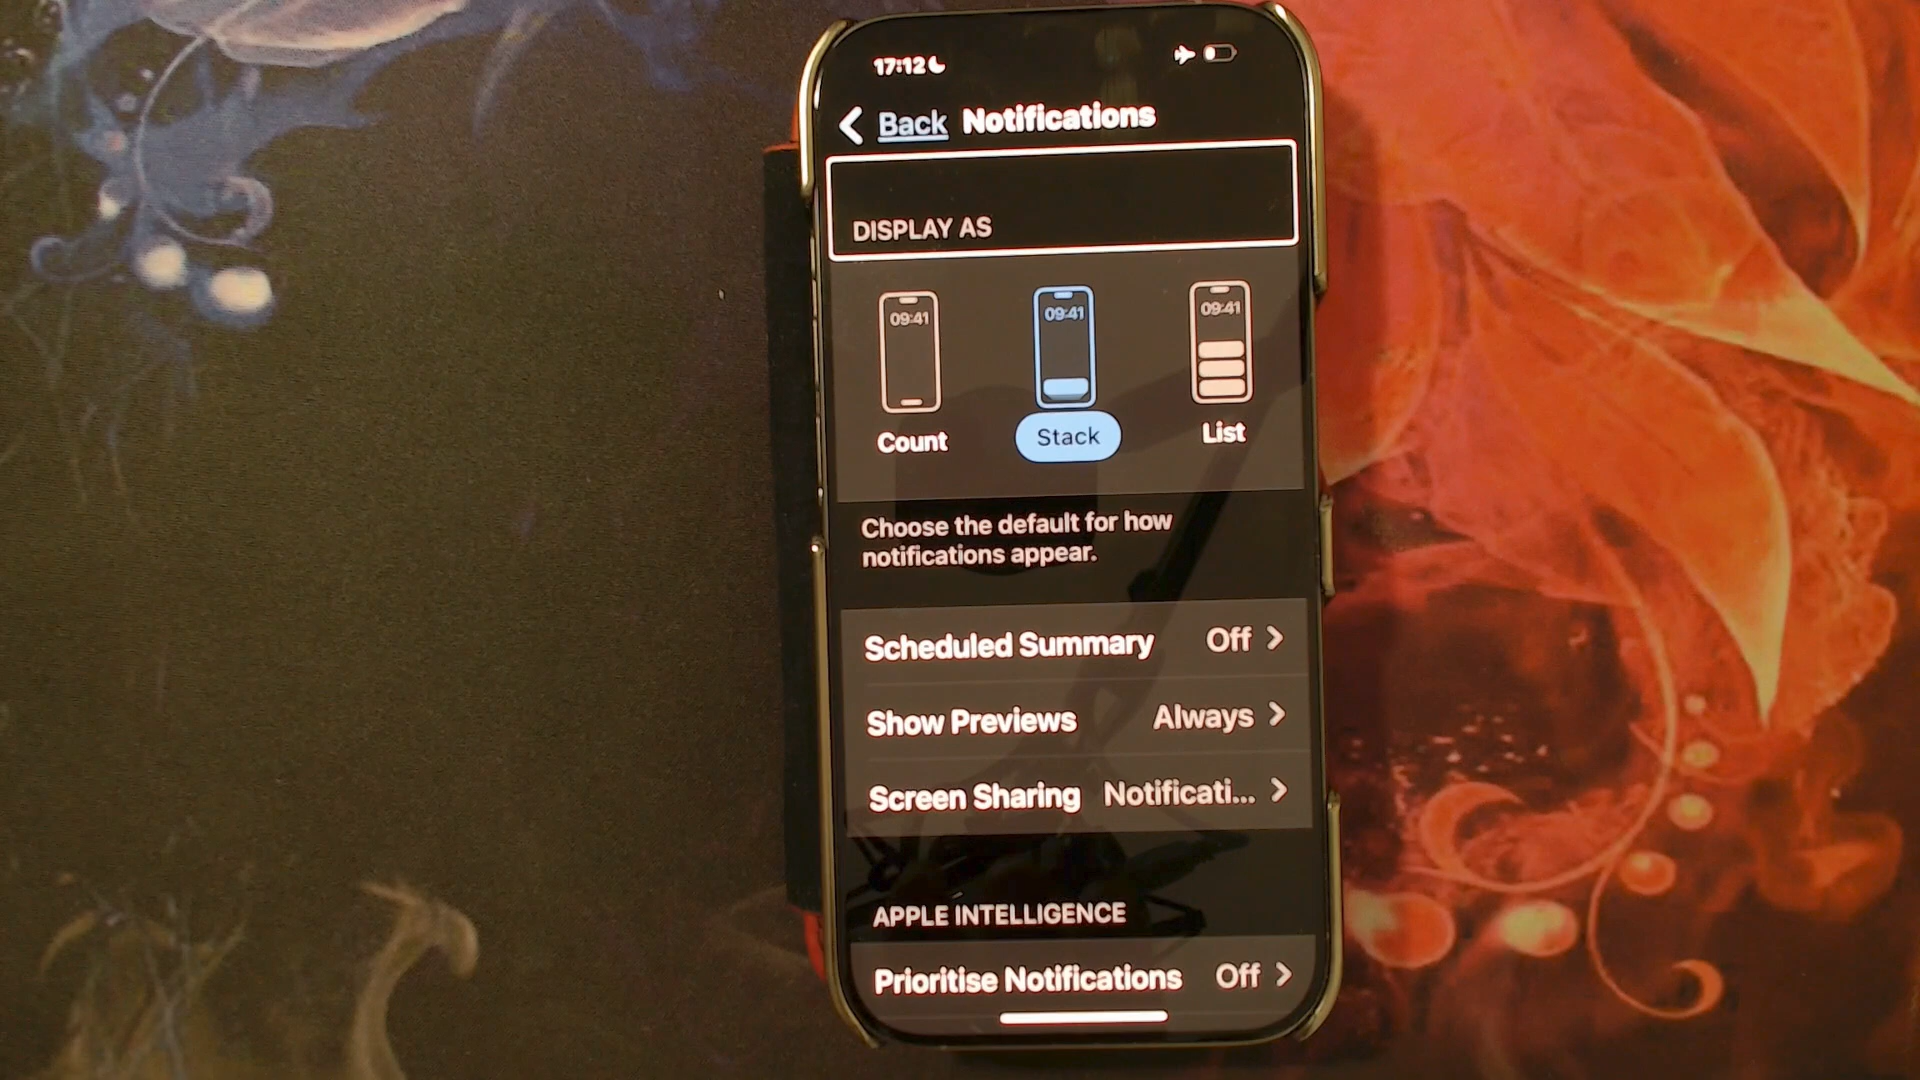 17:12
Back Notifications
DISPLAY AS
09:41 09:41 09:41
Count Stack List
Choose the default for how
notifications appear.
Scheduled Summary Off
Show Previews Always
Screen Sharing Notificati...
APPLE INTELLIGENCE
Prioritise Notifications Off